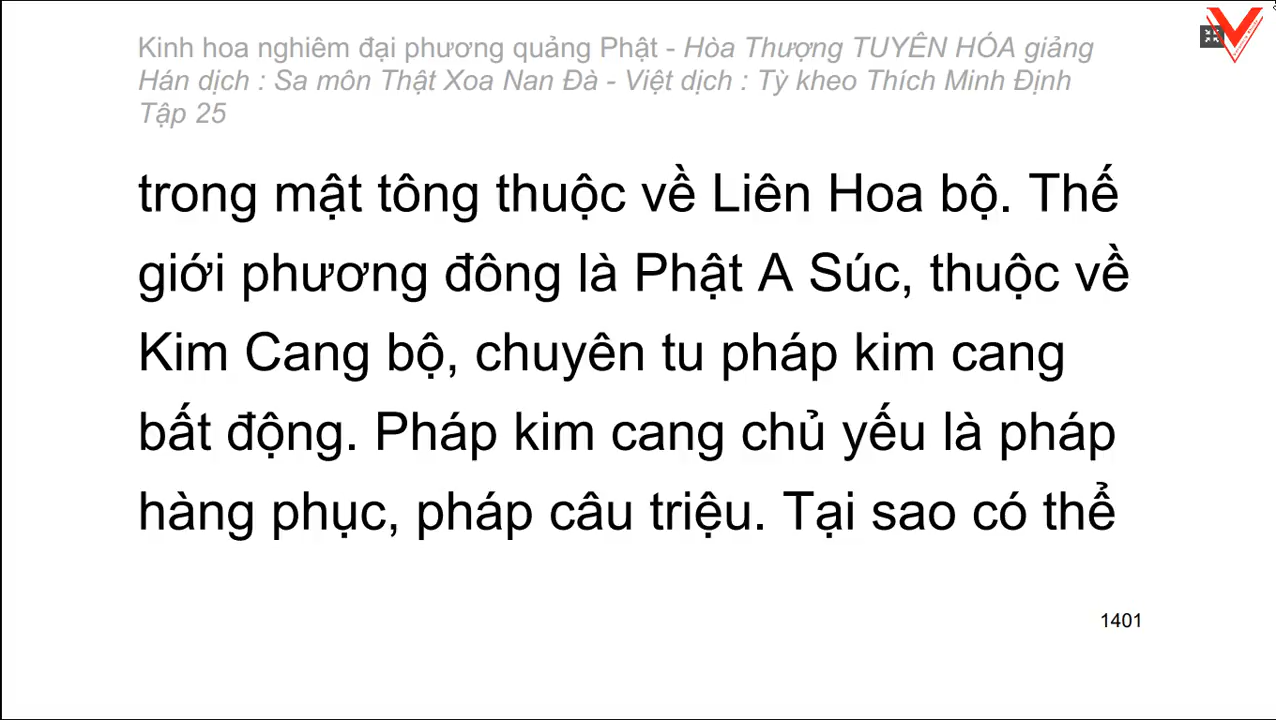 Kinh hoa nghiêm đại phương quảng Phật - Hòa Thượng TUYÊN HÓA giảng
Hán dịch : Sa môn Thật Xoa Nan Đà - Việt dịch : Tỳ kheo Thích Minh Định
Tập 25
trong mật tông thuộc về Liên Hoa bộ. Thế
giới phương đông là Phật A Súc, thuộc về
Kim Cang bộ, chuyên tu pháp kim cang
bất động. Pháp kim cang chủ yếu là pháp
hàng phục, pháp câu triệu. Tại sao có thể
1401